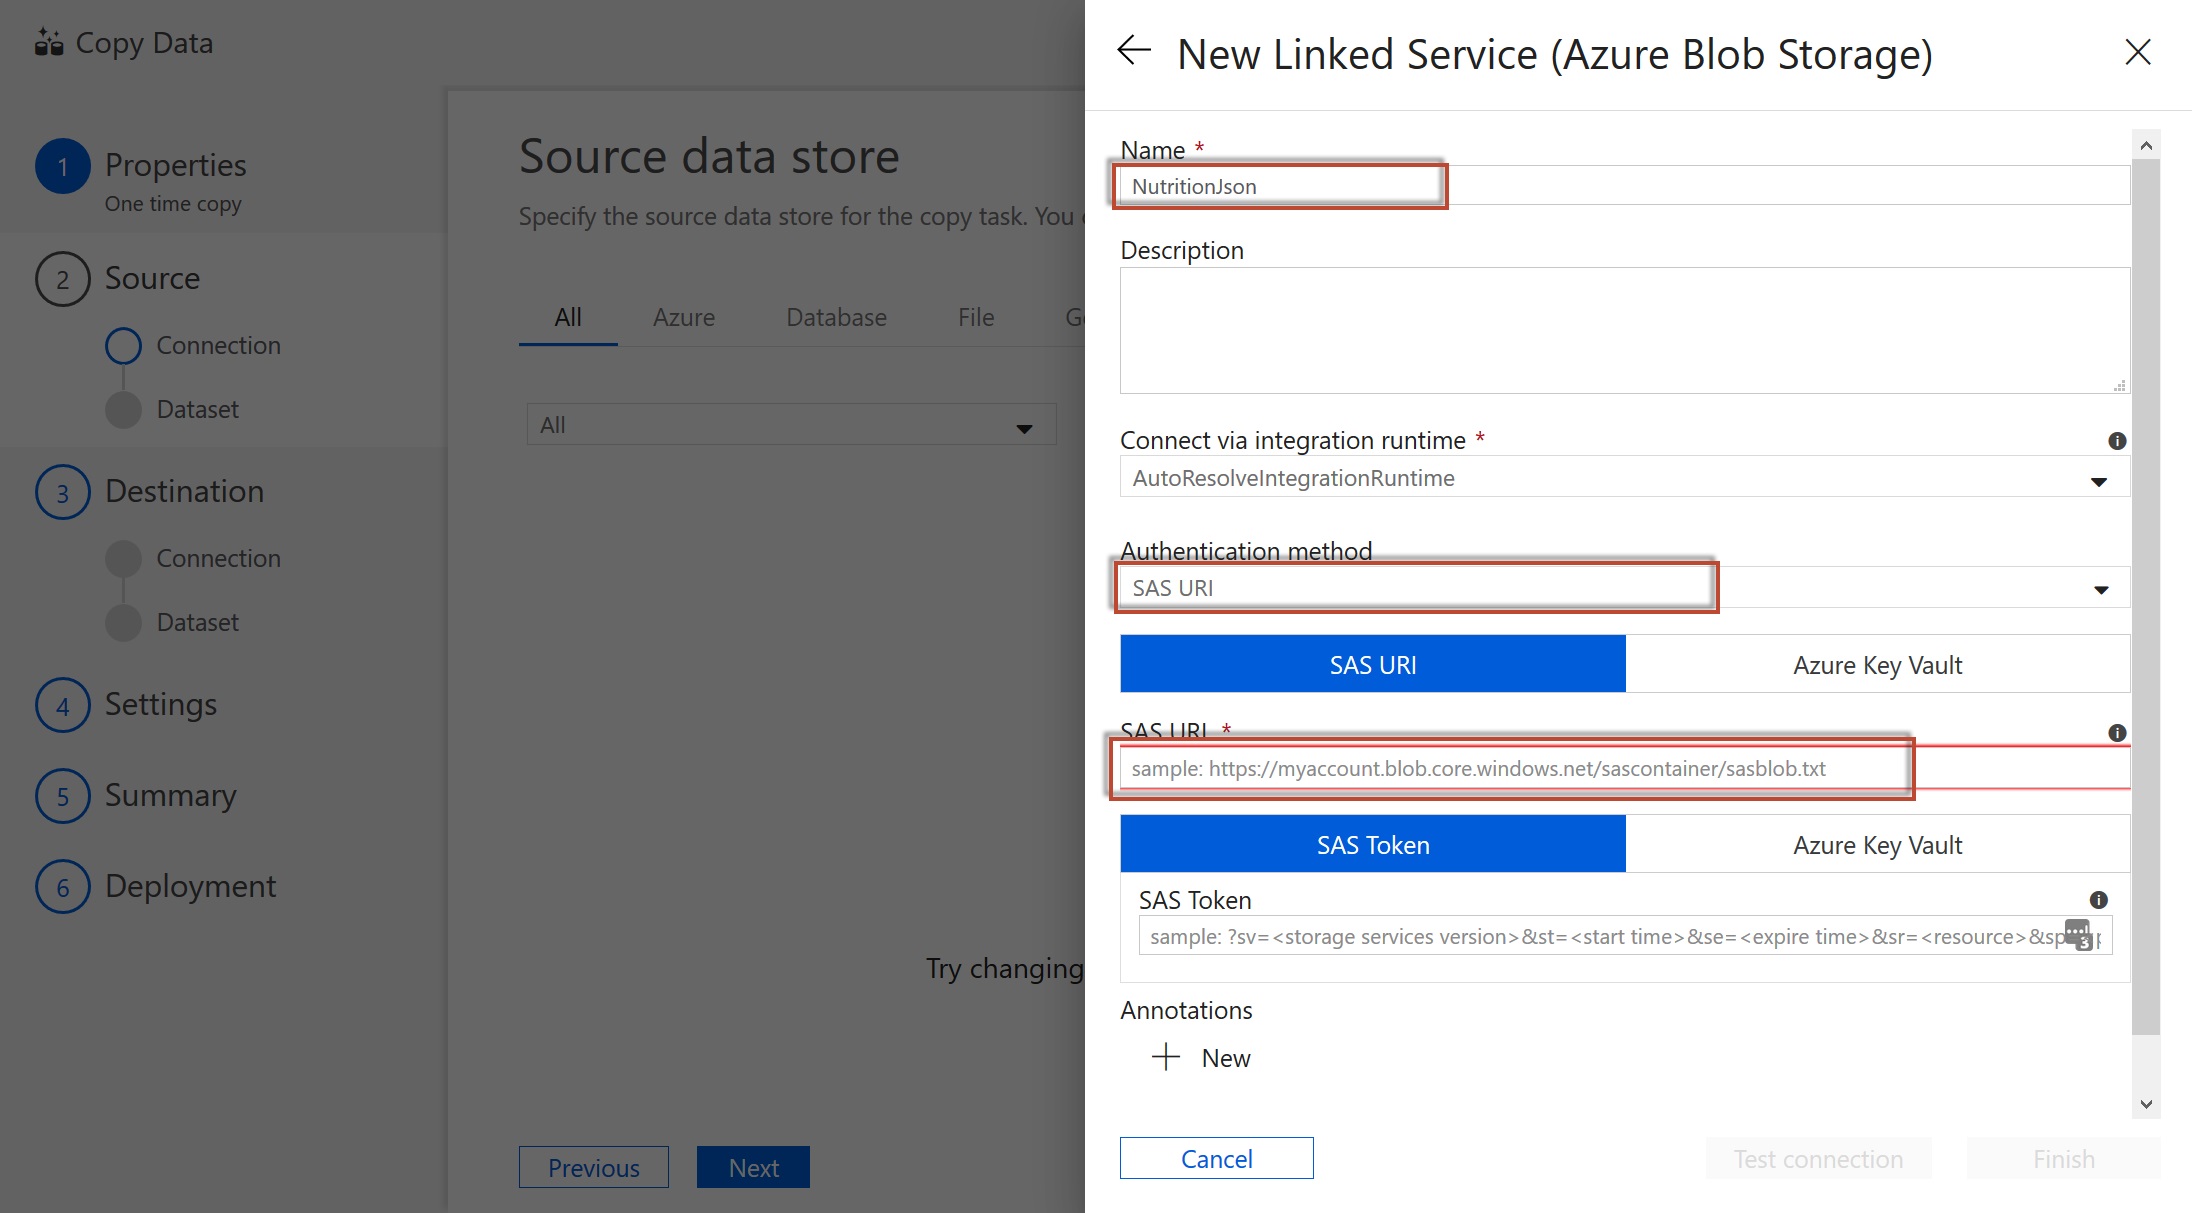 Copy Data
1 Properties
One time copy
2 Source
Connection
Dataset
3 Destination
Connection
Dataset
4 Settings
5 Summary
6 Deployment
Source data store
Specify the source data store for the copy task. You
All Azure Database File
All
Try changing
Previous Next
New Linked Service (Azure Blob Storage)
Name *
NutritionJson
Description
Connect via integration runtime *
AutoResolveIntegrationRuntime
Authentication method
SAS URI
SAS URI Azure Key Vault
SAS URI *
sample: https://myaccount.blob.core.windows.net/sascontainer/sasblob.txt
SAS Token Azure Key Vault
SAS Token
sample: ?sv=<storage services version>&st=<start time>&se=<expire time>&sr=<resource>&sp
3
Annotations
New
Cancel Test connection Finish